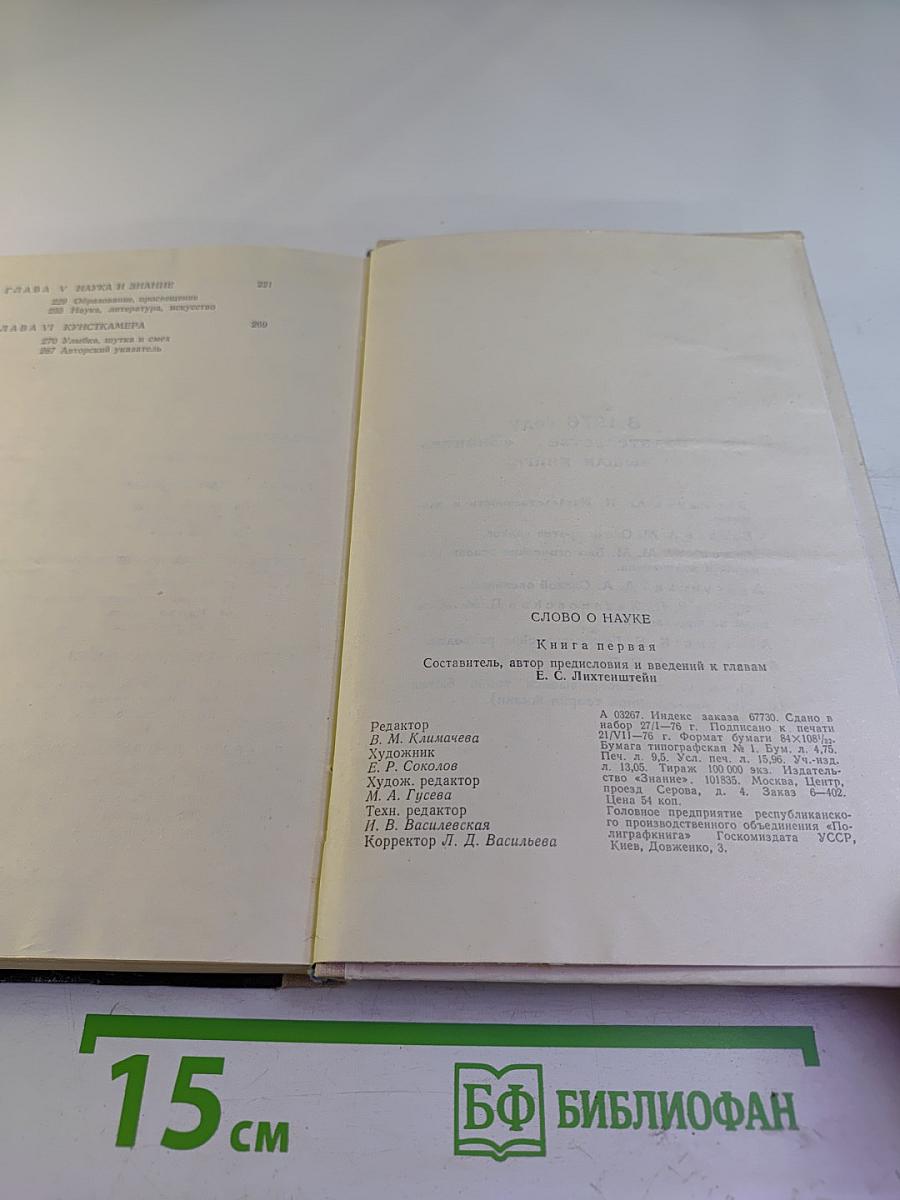 ГЛАВА V НАУКА И ЗНАНИЕ 221
229 Образование, просвещение
255 Наука, литература, искусство
ЛАВА VI КУНСТКАМЕРА 269
270 Улыбка, шутка и смех
287 Авторский указатель
СЛОВО О НАУКЕ
Книга первая
Составитель, автор предисловия и введений к главам
Е. С. Лихтенштейн
Редактор
В. М. Климачева
Художник
Е. Р. Соколов
Худож. редактор
М. А. Гусева
Техн. редактор
И. В. Василевская
Корректор Л. Д. Васильева
А 03267. Индекс заказа 67730. Сдано в
набор 27/I—76 г. Подписано к печати
21/VII—76 г. Формат бумаги 84×108¹/₃₂.
Бумага типографская № 1. Бум. л. 4,75.
Печ. л. 9,5. Усл. печ. л. 15,96. Уч.-изд.
л. 13,05. Тираж 100 000 экз. Издатель-
ство «Знание». 101835. Москва, Центр,
проезд Серова, д. 4. Заказ 6—402.
Цена 54 коп.
Головное предприятие республиканско-
го производственного объединения «По-
лиграфкнига» Госкомиздата УССР,
Киев, Довженко, 3.
15 см
БФ БИБЛИОФАН